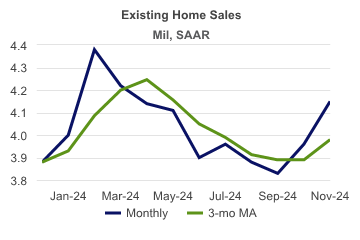 Existing Home Sales
Mil, SAAR
4.4
4.3
4.2
4.1
4.0
3.9
3.8
Jan-24 Mar-24 May-24 Jul-24 Sep-24 Nov-24
Monthly 3-mo MA